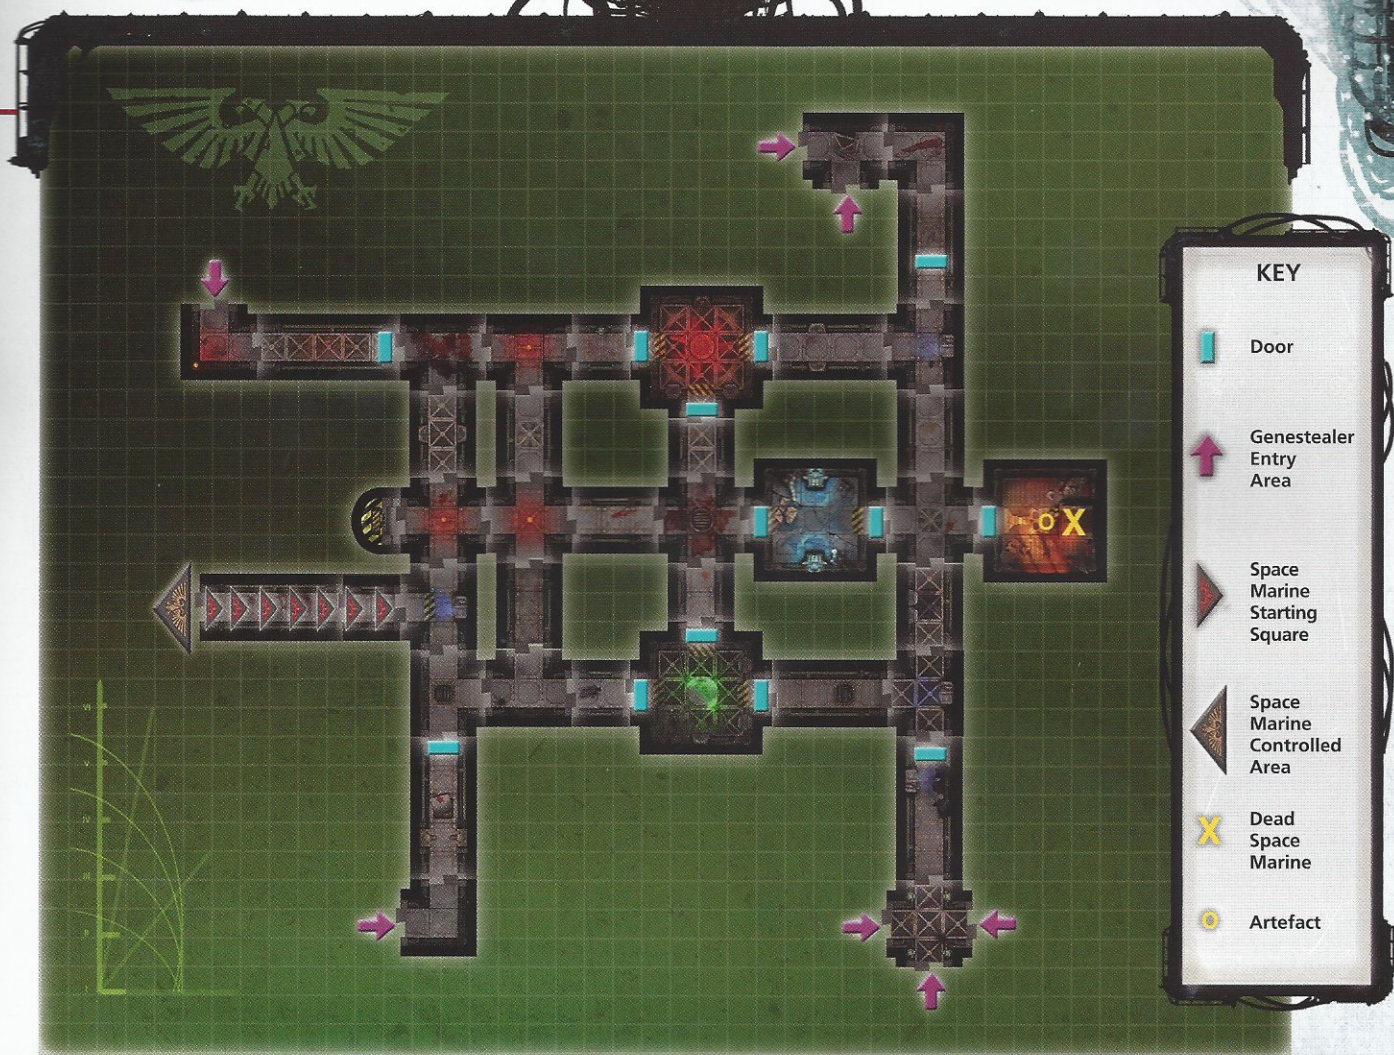 KEY
Door
Genestealer
Entry
Area
Space
Marine
Starting
Square
Space
Marine
Controlled
Area
X
Dead
Space
Marine
O
Artefact
O X